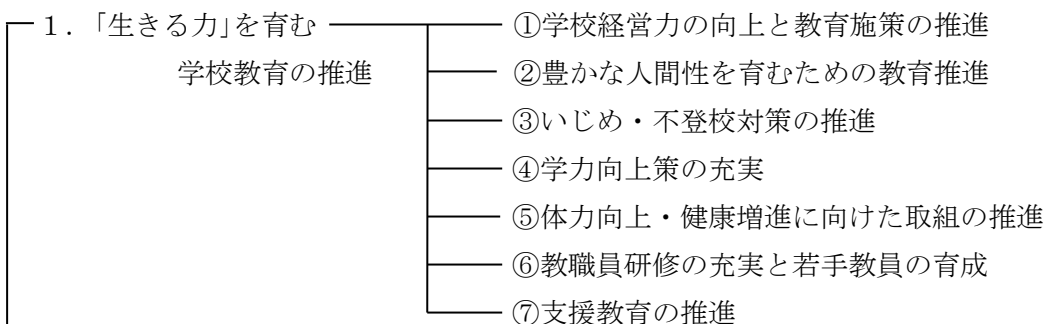 １．「生きる力」を育む
学校教育の推進
①学校経営力の向上と教育施策の推進
②豊かな人間性を育むための教育推進
③いじめ・不登校対策の推進
④学力向上策の充実
⑤体力向上・健康増進に向けた取組の推進
⑥教職員研修の充実と若手教員の育成
⑦支援教育の推進